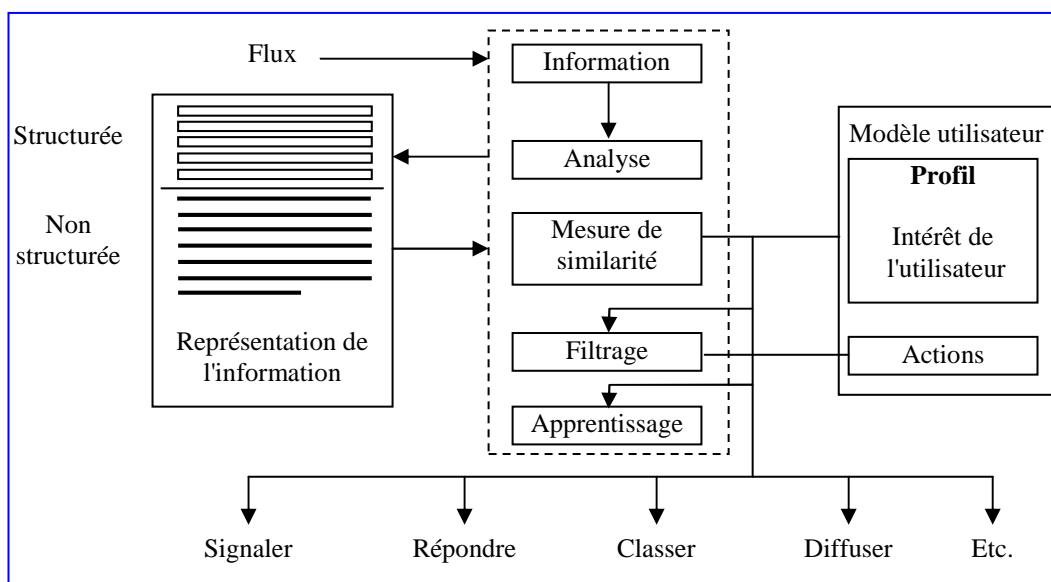 Flux
Information
Structurée
Analyse
Modèle utilisateur
Profil
Non
structurée
Mesure de
similarité
Intérêt de
l'utilisateur
Représentation de
l'information
Filtrage
Actions
Apprentissage
Signaler
Répondre
Classer
Diffuser
Etc.